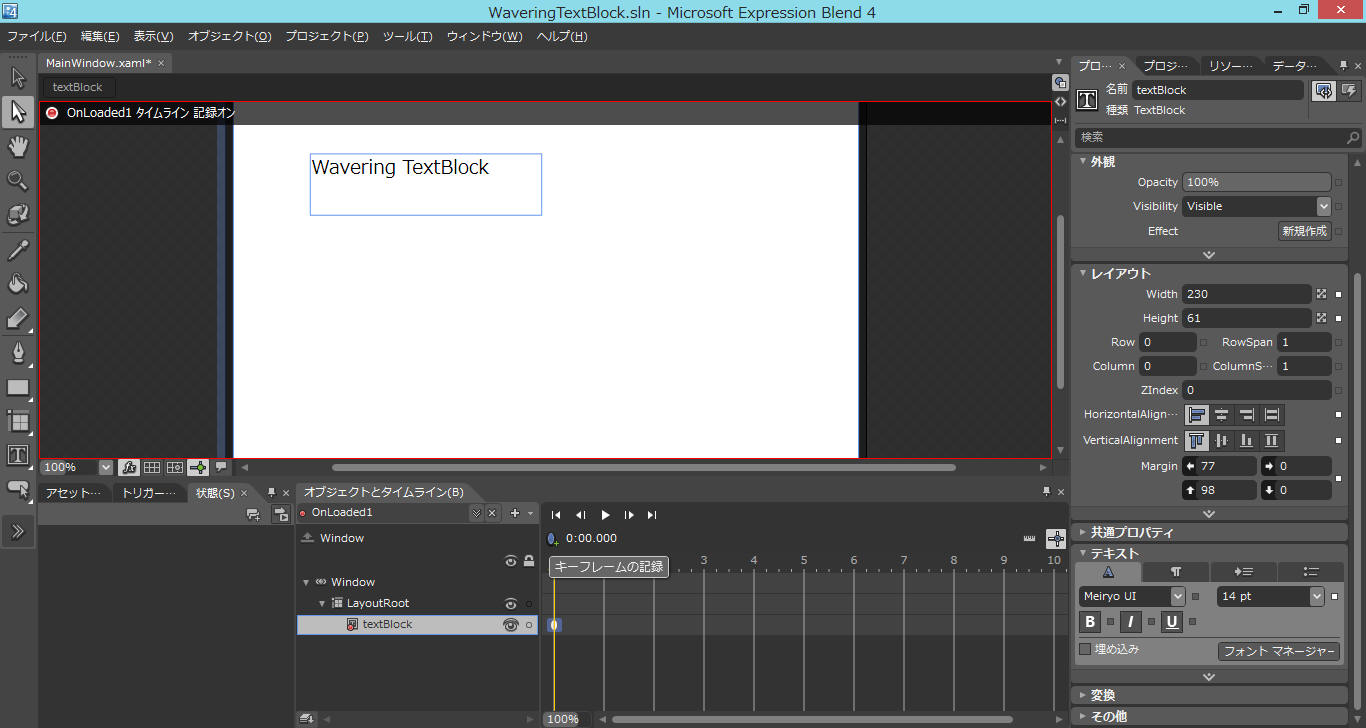 WaveringTextBlock.sln - Microsoft Expression Blend 4
ファイル(F) 編集(E) 表示(V) オブジェクト(O) プロジェクト(P) ツール(T) ウィンドウ(W) ヘルプ(H)
MainWindow.xaml* ×
textBlock
OnLoaded1 タイムライン 記録オン
Wavering TextBlock
100%
アセット… トリガー… 状態(S) ×
オブジェクトとタイムライン(B)
OnLoaded1
Window
0:00.000
キーフレームの記録
3 4 5 6 7 8 9 10
Window
LayoutRoot
textBlock
100%
プロ… × プロジ… リソー… データ…
名前 textBlock
種類 TextBlock
検索
外観
Opacity 100%
Visibility Visible
Effect 新規作成
レイアウト
Width 230
Height 61
Row 0 RowSpan 1
Column 0 ColumnS… 1
ZIndex 0
HorizontalAlign…
VerticalAlignment
Margin 77 0
98 0
共通プロパティ
テキスト
Meiryo UI 14 pt
B I U
埋め込み フォント マネージャー
変換
その他